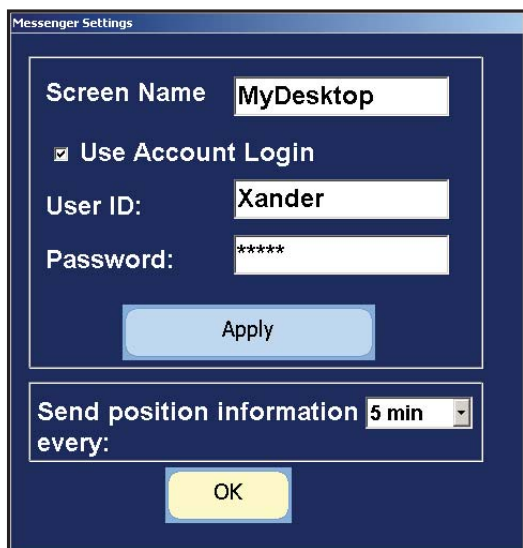 Messenger Settings
Screen Name MyDesktop
Use Account Login
User ID: Xander
Password: *****
Apply
Send position information 5 min
every:
OK